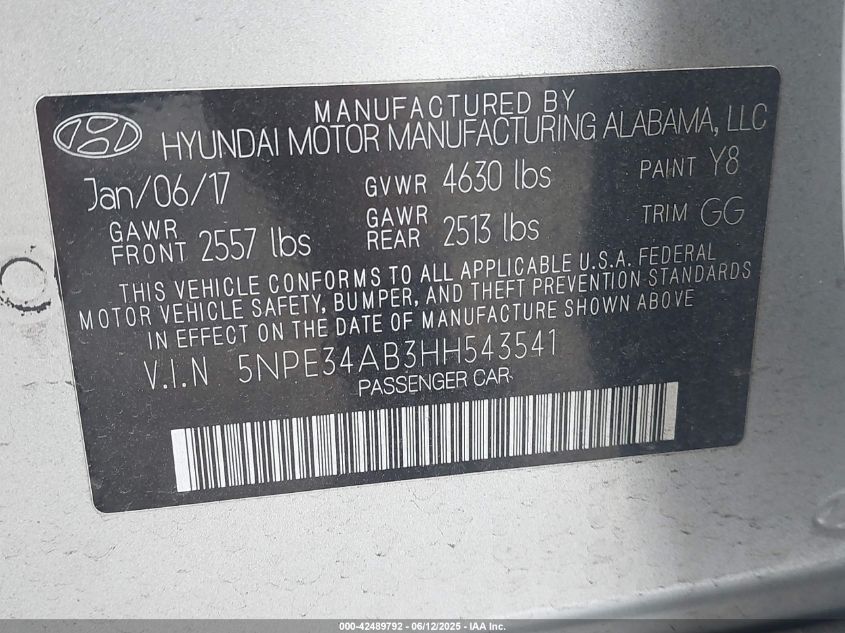 MANUFACTURED BY
HYUNDAI MOTOR MANUFACTURING ALABAMA, LLC
Jan/06/17 GVWR 4630 lbs PAINT Y8
GAWR FRONT 2557 lbs GAWR REAR 2513 lbs TRIM GG
THIS VEHICLE CONFORMS TO ALL APPLICABLE U.S.A. FEDERAL
MOTOR VEHICLE SAFETY, BUMPER, AND THEFT PREVENTION STANDARDS
IN EFFECT ON THE DATE OF MANUFACTURE SHOWN ABOVE
V.I.N 5NPE34AB3HH543541
PASSENGER CAR
000-42489792 - 06/12/2025 - IAA Inc.